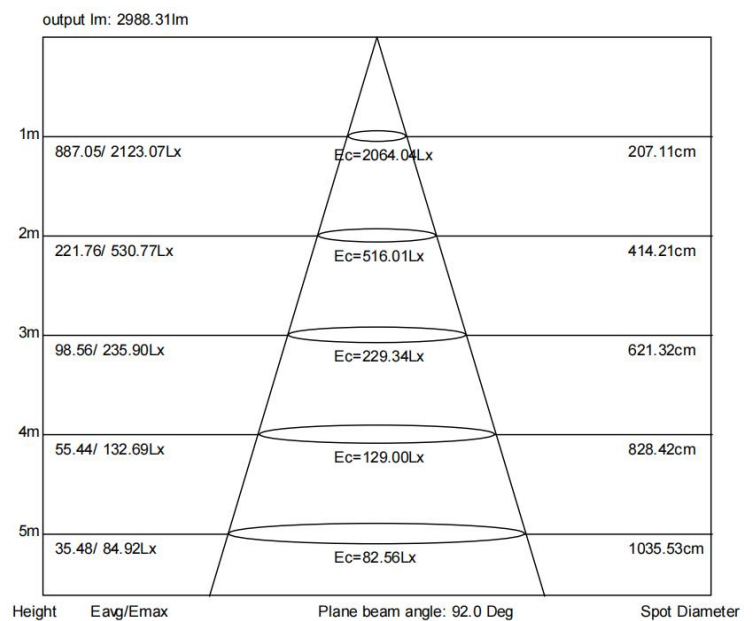 output lm: 2988.31lm
1m
887.05/ 2123.07Lx
Ec=2064.04Lx
207.11cm
2m
221.76/ 530.77Lx
Ec=516.01Lx
414.21cm
3m
98.56/ 235.90Lx
Ec=229.34Lx
621.32cm
4m
55.44/ 132.69Lx
Ec=129.00Lx
828.42cm
5m
35.48/ 84.92Lx
Ec=82.56Lx
1035.53cm
Height
Eavg/Emax
Plane beam angle: 92.0 Deg
Spot Diameter